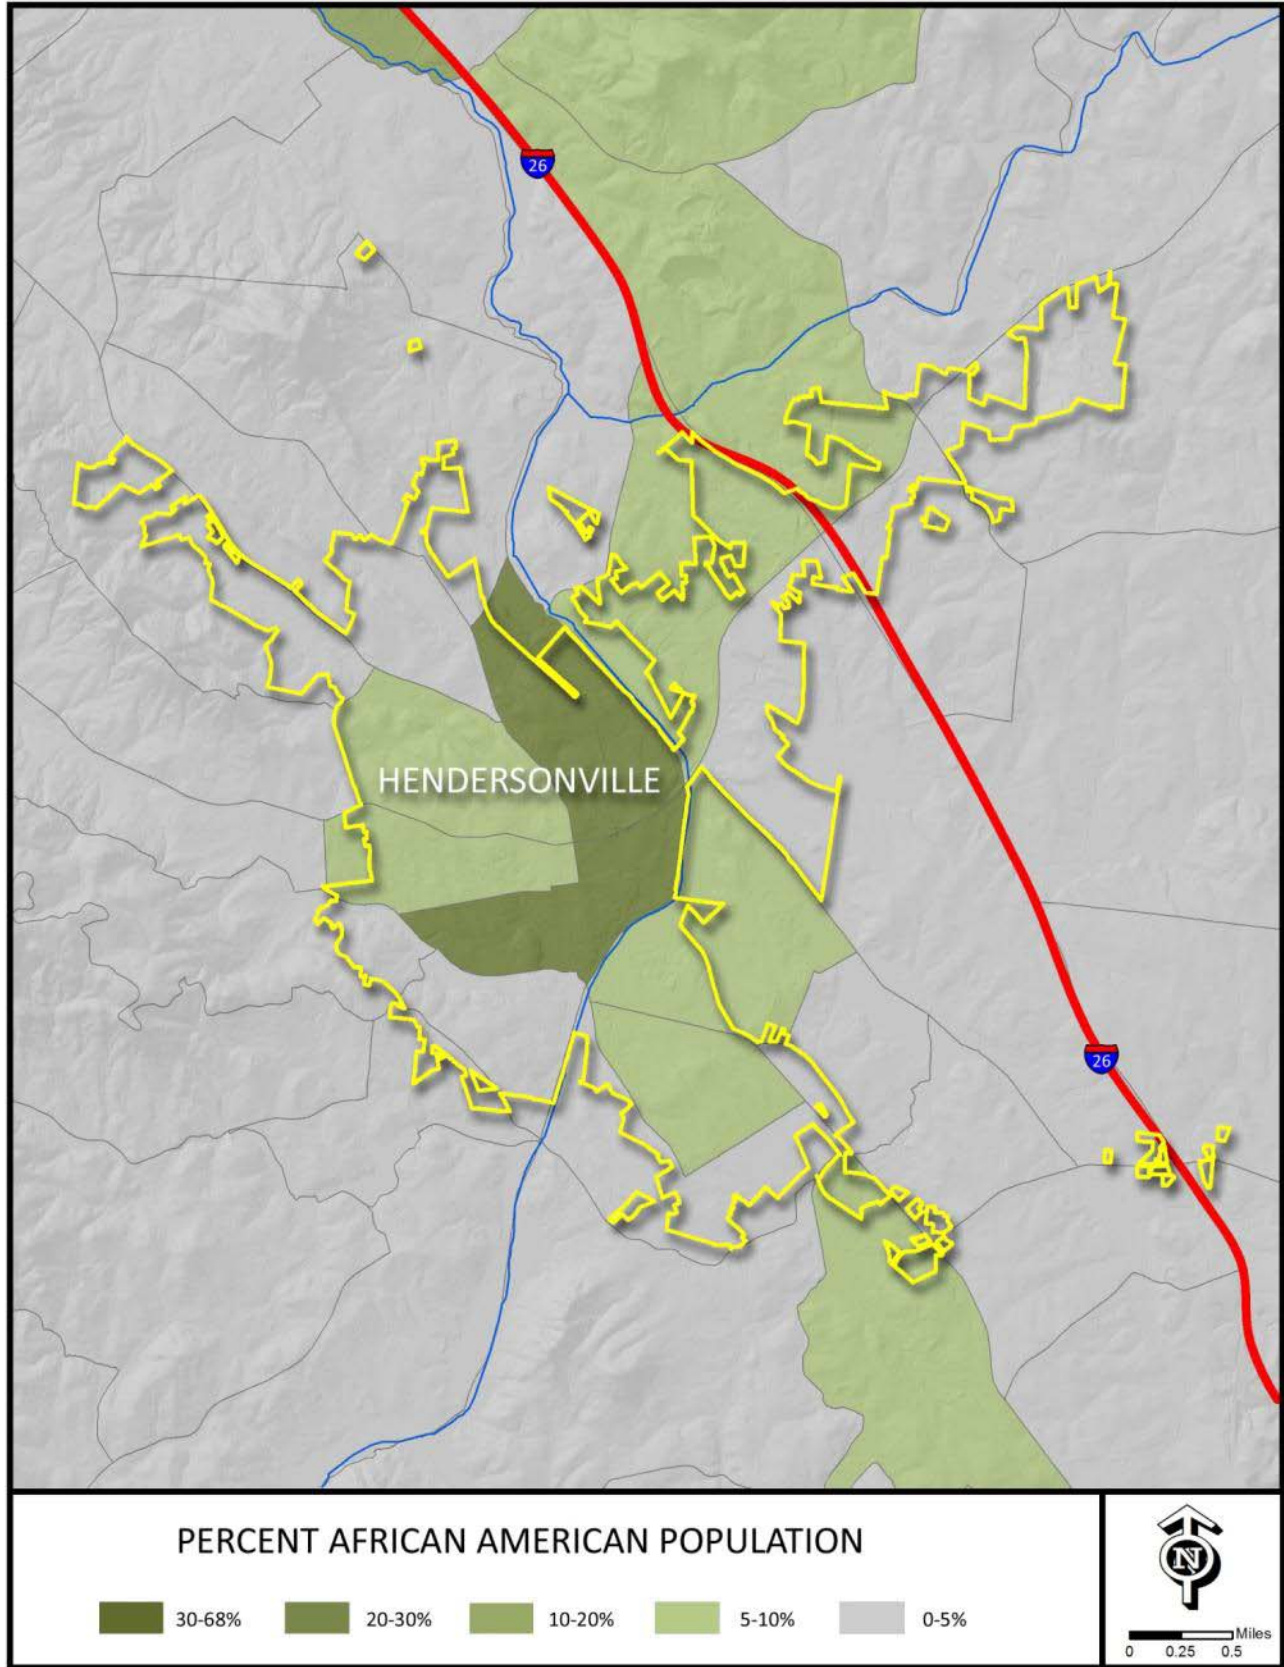 26
HENDERSONVILLE
26
PERCENT AFRICAN AMERICAN POPULATION
30-68% 20-30% 10-20% 5-10% 0-5%
N
Miles
0 0.25 0.5